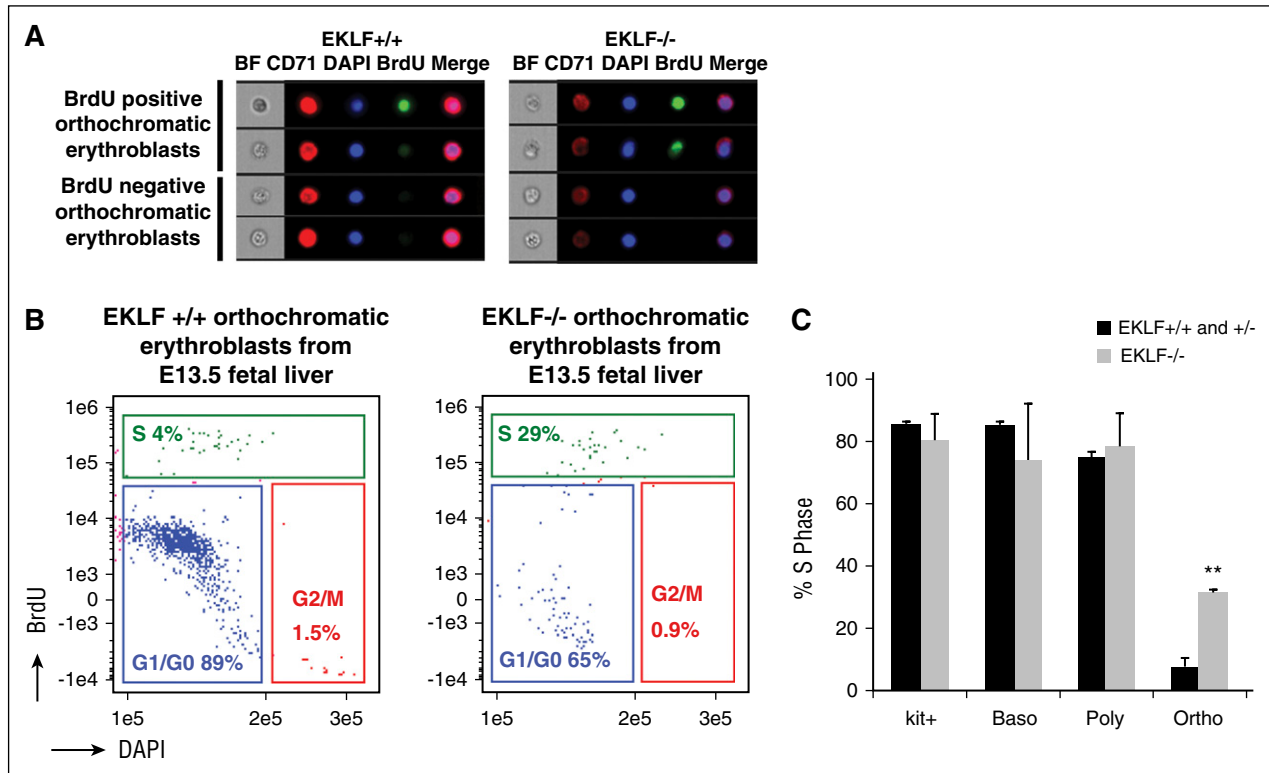 A
EKLF+/+
BF CD71 DAPI BrdU Merge
EKLF-/-
BF CD71 DAPI BrdU Merge
BrdU positive
orthochromatic
erythroblasts
BrdU negative
orthochromatic
erythroblasts
B
EKLF +/+ orthochromatic
erythroblasts from
E13.5 fetal liver
EKLF-/- orthochromatic
erythroblasts from
E13.5 fetal liver
1e6
1e5
1e4
1e3
0
-1e3
-1e4
BrdU
S 4%
G2/M
1.5%
G1/G0 89%
1e5
2e5
3e5
DAPI
1e6
1e5
1e4
1e3
0
-1e3
-1e4
S 29%
G2/M
0.9%
G1/G0 65%
1e5
2e5
3e5
C
EKLF+/+ and +/-
EKLF-/-
% S Phase
100
80
60
40
20
0
**
kit+
Baso
Poly
Ortho